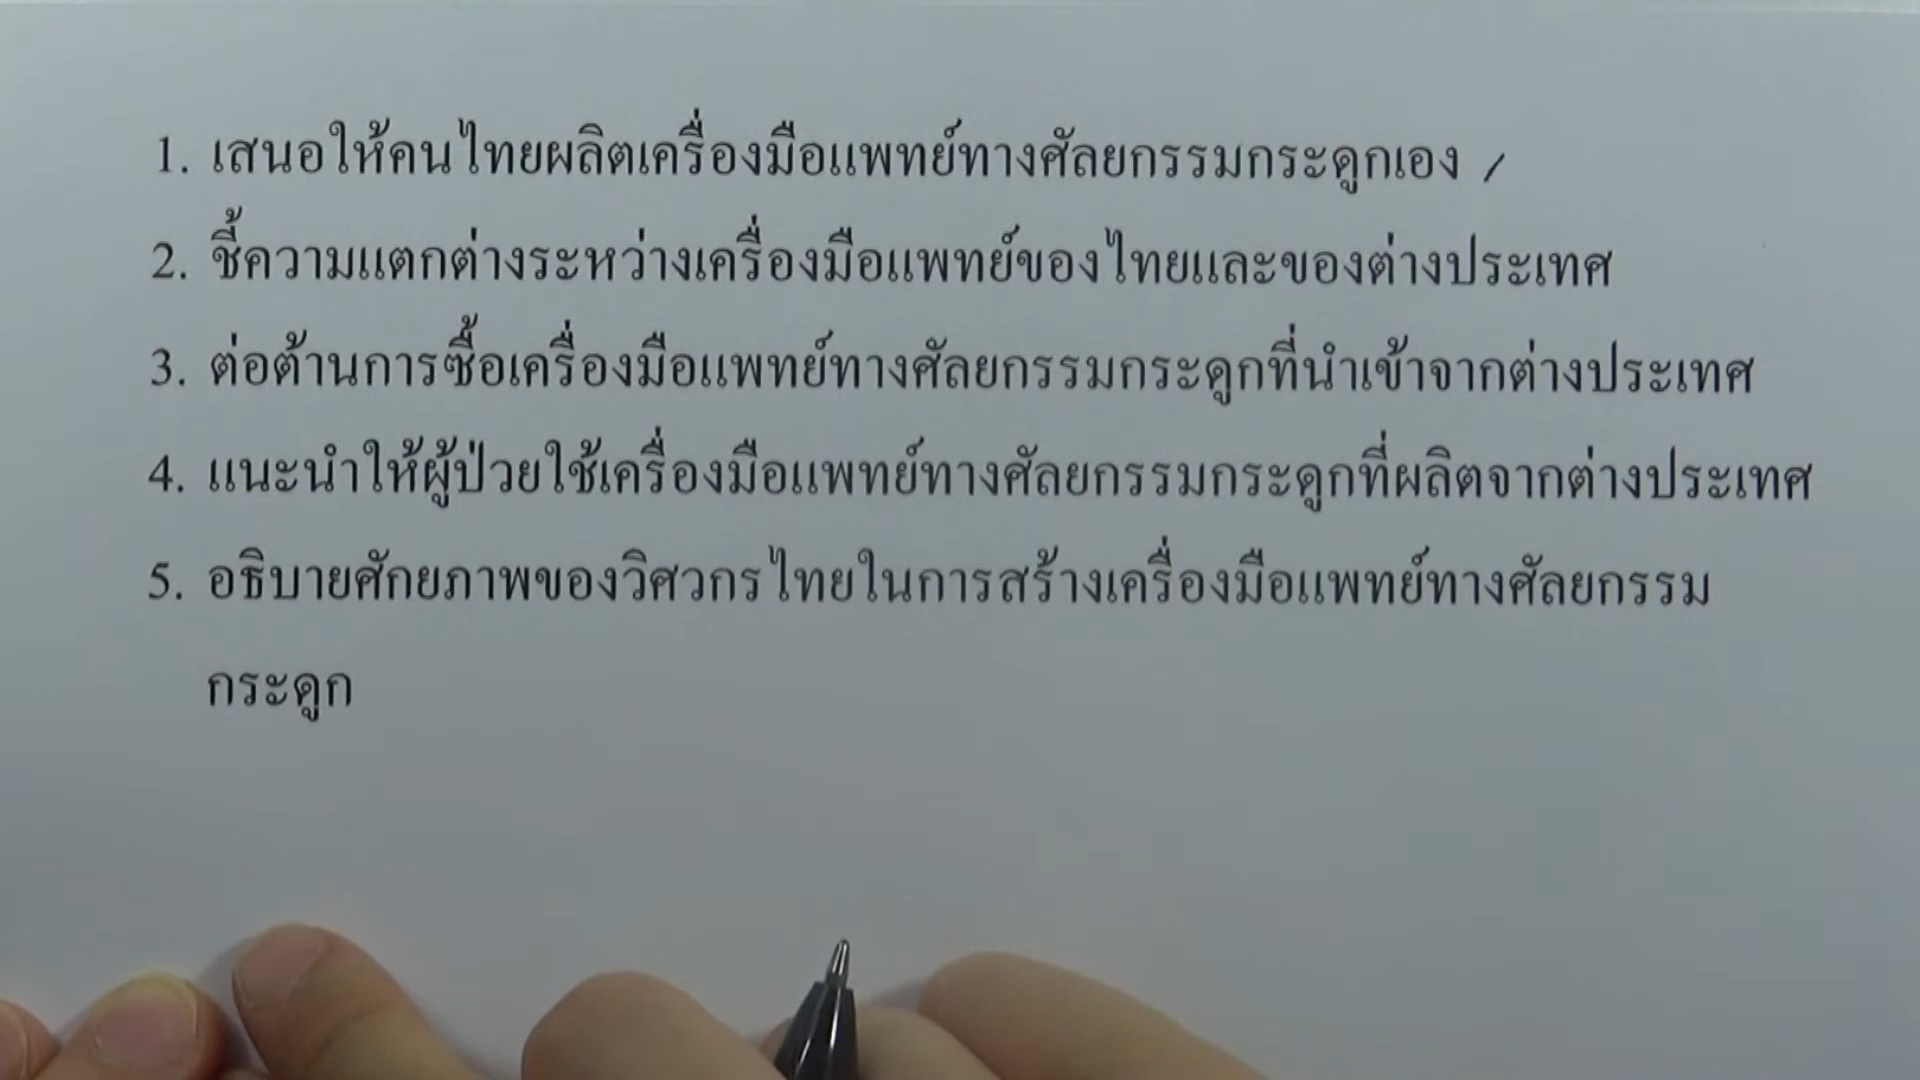 1. เสนอให้คนไทยผลิตเครื่องมือแพทย์ทางศัลยกรรมกระดูกเอง /
2. ชี้ความแตกต่างระหว่างเครื่องมือแพทย์ของไทยและของต่างประเทศ
3. ต่อต้านการซื้อเครื่องมือแพทย์ทางศัลยกรรมกระดูกที่นำเข้าจากต่างประเทศ
4. แนะนำให้ผู้ป่วยใช้เครื่องมือแพทย์ทางศัลยกรรมกระดูกที่ผลิตจากต่างประเทศ
5. อธิบายศักยภาพของวิศวกรไทยในการสร้างเครื่องมือแพทย์ทางศัลยกรรม
กระดูก